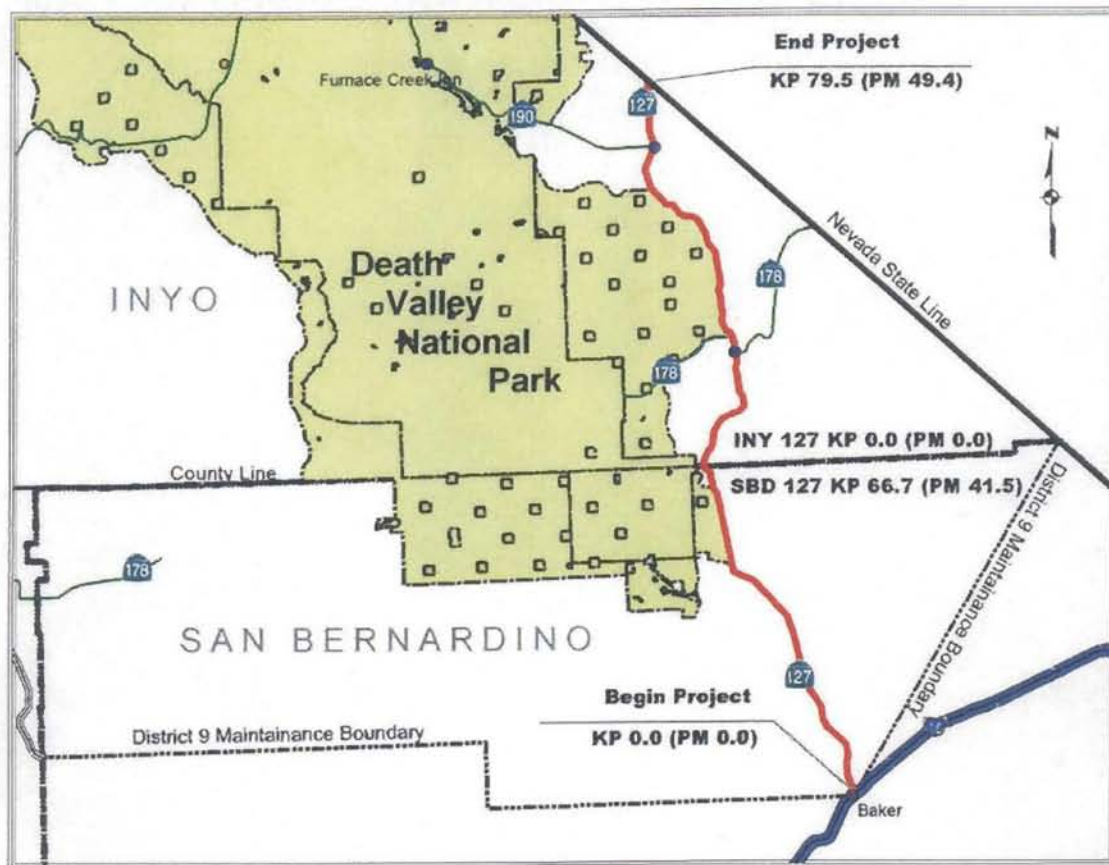 End Project
KP 79.5 (PM 49.4)
127
Furnace Creek Inn
190
N
Nevada State Line
178
Death
Valley
National
Park
INYO
178
INY 127 KP 0.0 (PM 0.0)
County Line
SBD 127 KP 66.7 (PM 41.5)
District 9 Maintainance Boundary
178
SAN BERNARDINO
127
Begin Project
KP 0.0 (PM 0.0)
District 9 Maintainance Boundary
Baker